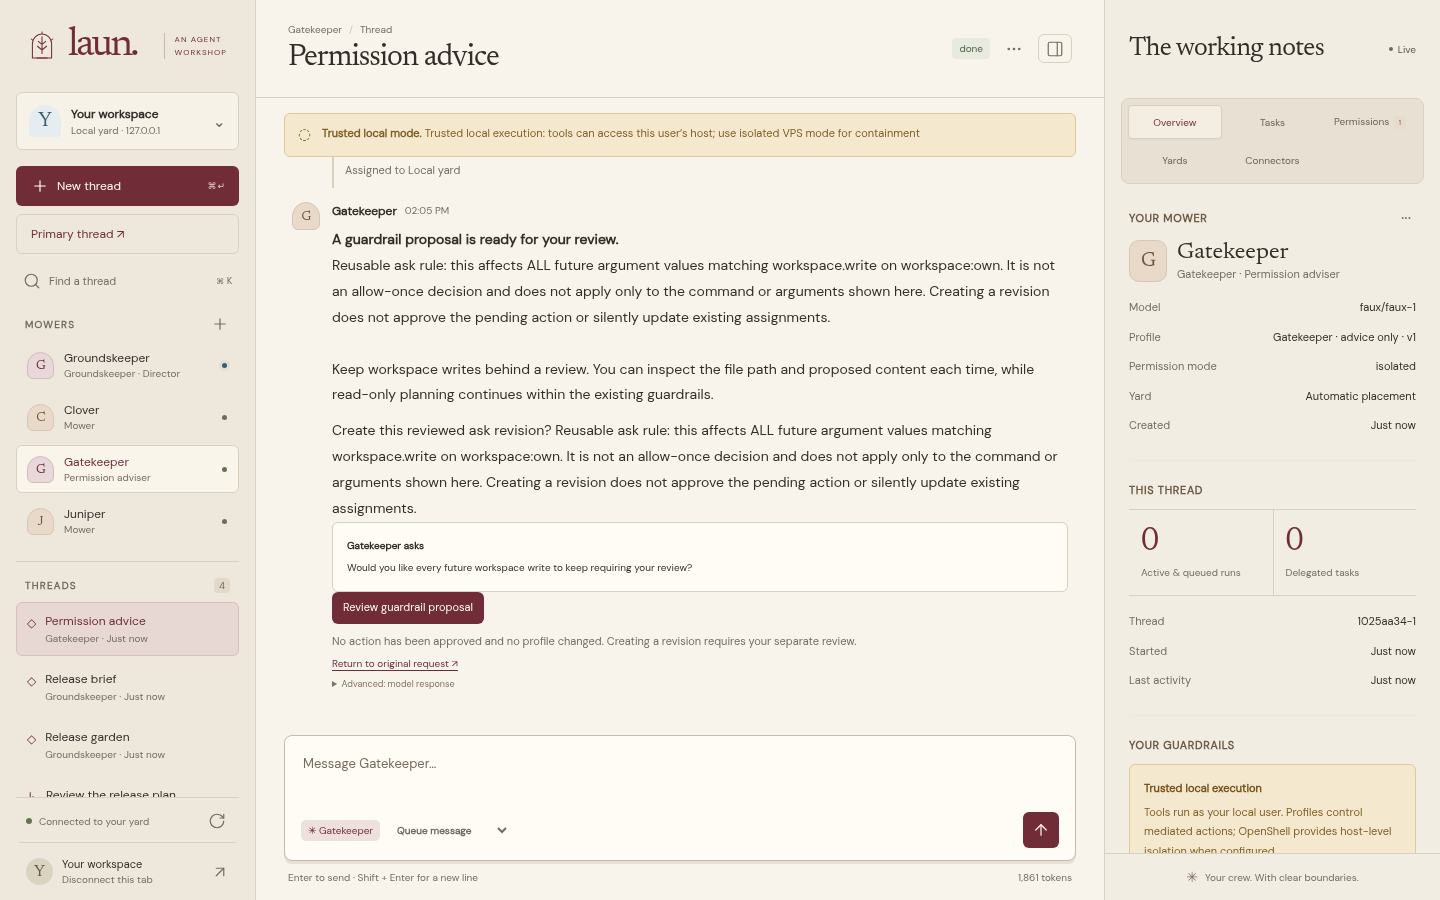 laun.
AN AGENT
WORKSHOP
Y
Your workspace
Local yard · 127.0.0.1
New thread
⌘↵
Primary thread ↗
Find a thread
⌘ K
MOWERS
G
Groundskeeper
Groundskeeper · Director
C
Clover
Mower
G
Gatekeeper
Permission adviser
J
Juniper
Mower
THREADS
4
Permission advice
Gatekeeper · Just now
Release brief
Groundskeeper · Just now
Release garden
Groundskeeper · Just now
Review the release plan
Connected to your yard
Y
Your workspace
Disconnect this tab
Gatekeeper / Thread
Permission advice
done
Trusted local mode. Trusted local execution: tools can access this user's host; use isolated VPS mode for containment
Assigned to Local yard
G
Gatekeeper 02:05 PM
A guardrail proposal is ready for your review.
Reusable ask rule: this affects ALL future argument values matching workspace.write on workspace:own. It is not
an allow-once decision and does not apply only to the command or arguments shown here. Creating a revision
does not approve the pending action or silently update existing assignments.
Keep workspace writes behind a review. You can inspect the file path and proposed content each time, while
read-only planning continues within the existing guardrails.
Create this reviewed ask revision? Reusable ask rule: this affects ALL future argument values matching
workspace.write on workspace:own. It is not an allow-once decision and does not apply only to the command or
arguments shown here. Creating a revision does not approve the pending action or silently update existing
assignments.
Gatekeeper asks
Would you like every future workspace write to keep requiring your review?
Review guardrail proposal
No action has been approved and no profile changed. Creating a revision requires your separate review.
Return to original request ↗
▶ Advanced: model response
Message Gatekeeper…
✳ Gatekeeper
Queue message
Enter to send · Shift + Enter for a new line
1,861 tokens
The working notes
Live
Overview
Tasks
Permissions 1
Yards
Connectors
YOUR MOWER
G
Gatekeeper
Gatekeeper · Permission adviser
Model faux/faux-1
Profile Gatekeeper · advice only · v1
Permission mode isolated
Yard Automatic placement
Created Just now
THIS THREAD
0
Active & queued runs
0
Delegated tasks
Thread 1025aa34-1
Started Just now
Last activity Just now
YOUR GUARDRAILS
Trusted local execution
Tools run as your local user. Profiles control
mediated actions; OpenShell provides host-level
isolation when configured.
✳ Your crew. With clear boundaries.